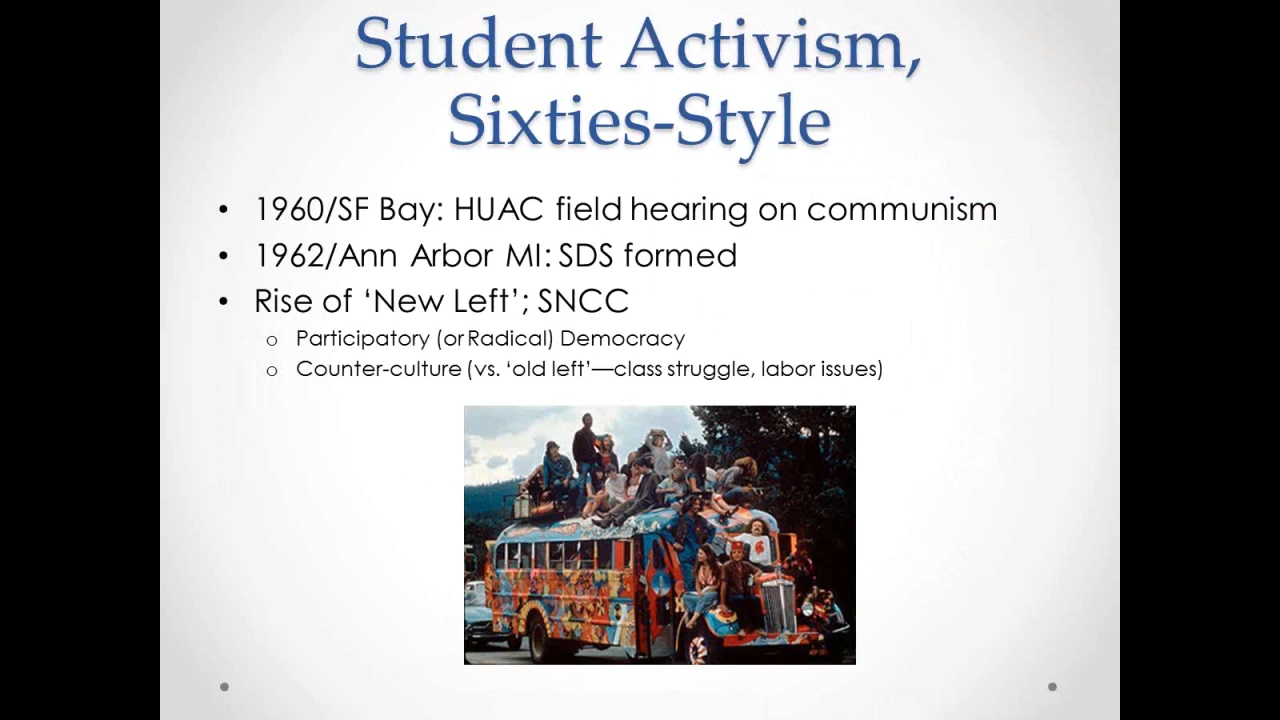 Student Activism,
Sixties-Style
• 1960/SF Bay: HUAC field hearing on communism
• 1962/Ann Arbor MI: SDS formed
• Rise of ‘New Left’; SNCC
o Participatory (or Radical) Democracy
o Counter-culture (vs. ‘old left’—class struggle, labor issues)